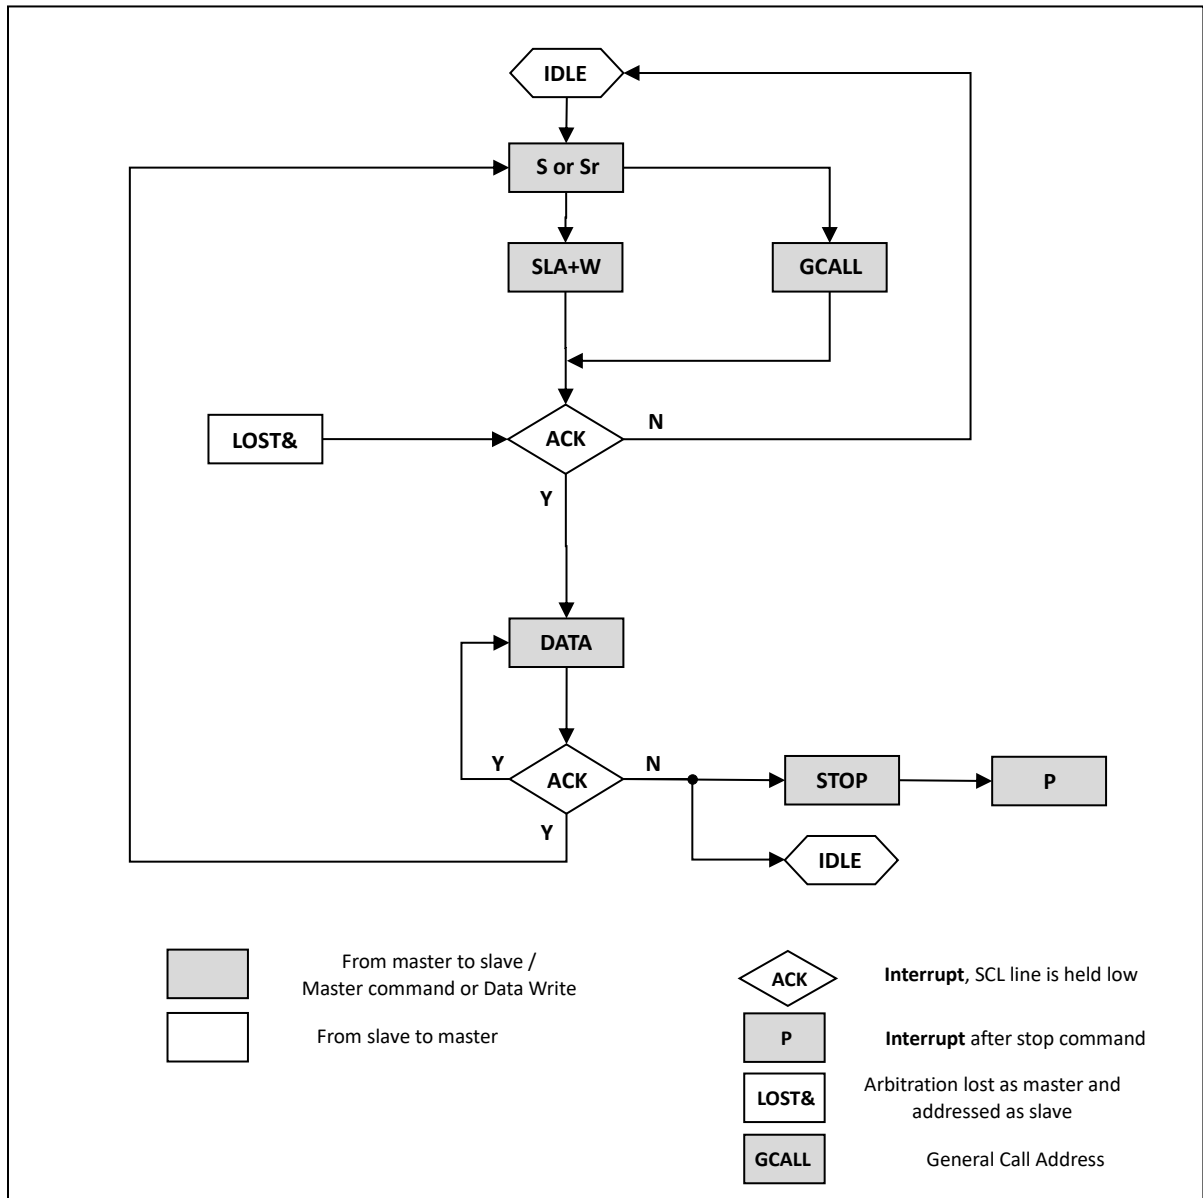 IDLE
S or Sr
SLA+W
GCALL
LOST&
ACK
N
Y
DATA
Y
ACK
N
STOP
P
Y
IDLE
From master to slave /
Master command or Data Write
From slave to master
ACK
Interrupt, SCL line is held low
P
Interrupt after stop command
LOST&
Arbitration lost as master and
addressed as slave
GCALL
General Call Address